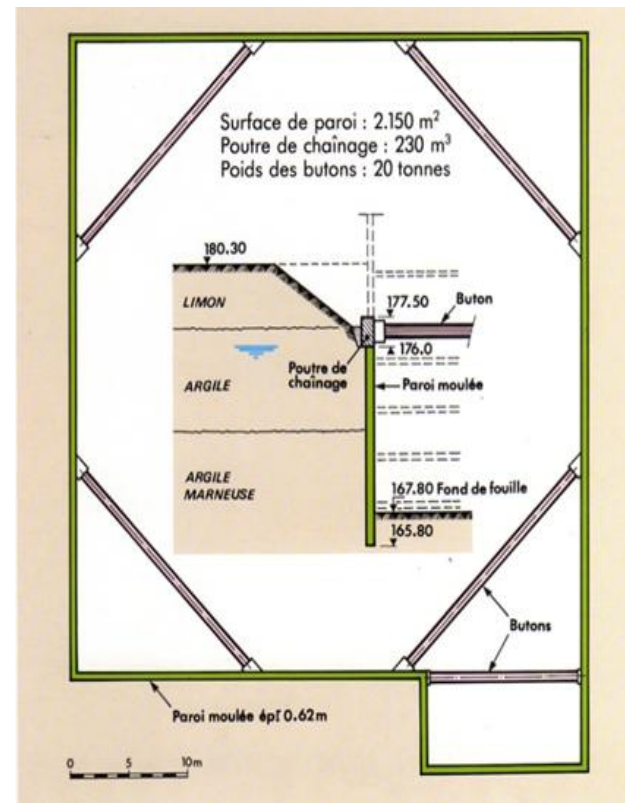 Surface de paroi : 2.150 m²
Poutre de chaînage : 230 m³
Poids des butons : 20 tonnes
180.30
LIMON
177.50
Buton
176.0
Poutre de
chaînage
Paroi moulée
ARGILE
ARGILE
MARNEUSE
167.80 Fond de fouille
165.80
Butons
Paroi moulée épΓ 0.62m
0 5 10m